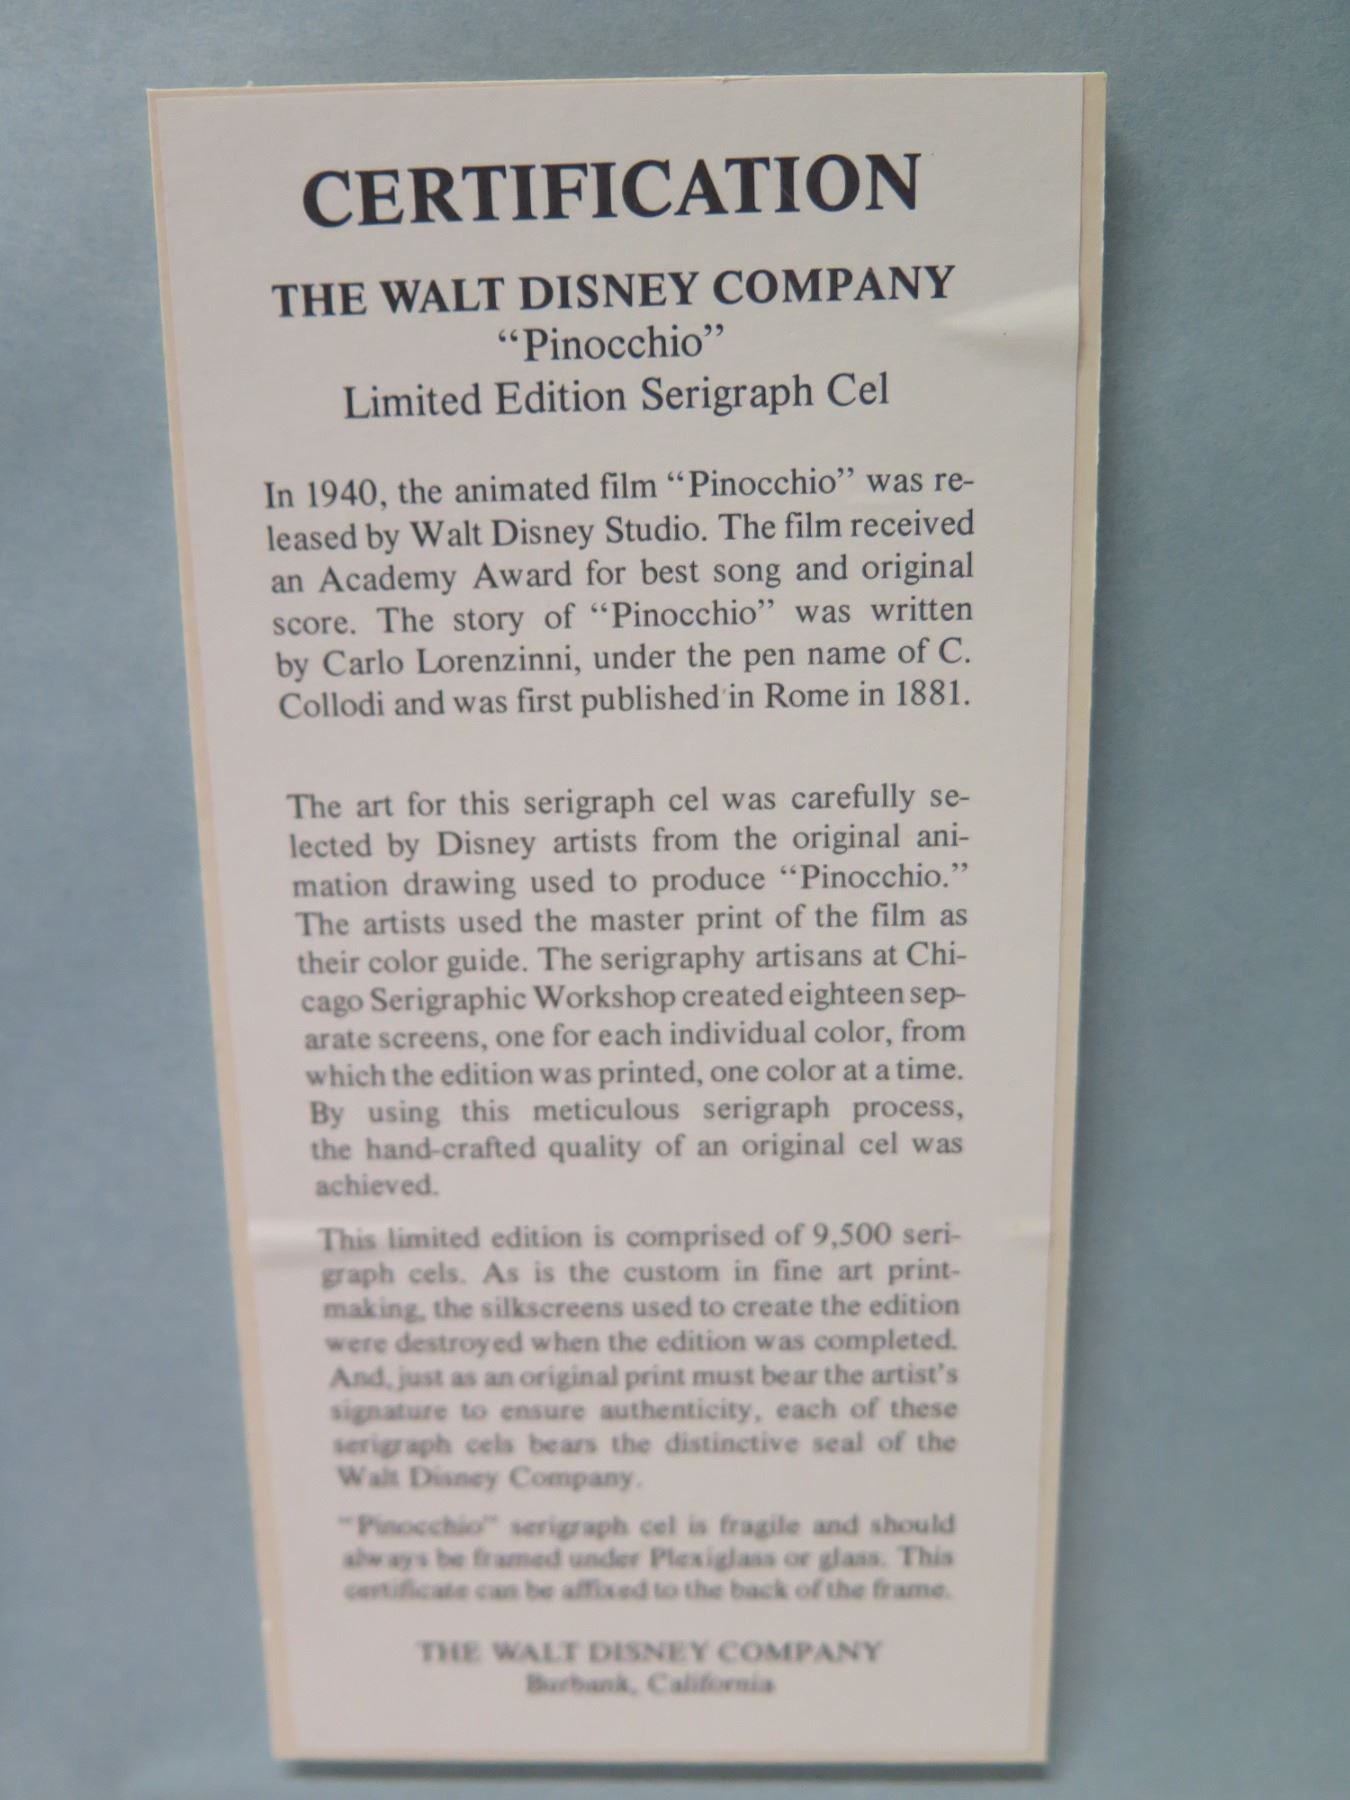 CERTIFICATION
THE WALT DISNEY COMPANY
“Pinocchio”
Limited Edition Serigraph Cel
In 1940, the animated film “Pinocchio” was re-
leased by Walt Disney Studio. The film received
an Academy Award for best song and original
score. The story of “Pinocchio” was written
by Carlo Lorenzinni, under the pen name of C.
Collodi and was first published in Rome in 1881.
The art for this serigraph cel was carefully se-
lected by Disney artists from the original ani-
mation drawing used to produce “Pinocchio.”
The artists used the master print of the film as
their color guide. The serigraphy artisans at Chi-
cago Serigraphic Workshop created eighteen sep-
arate screens, one for each individual color, from
which the edition was printed, one color at a time.
By using this meticulous serigraph process,
the hand-crafted quality of an original cel was
achieved.
This limited edition is comprised of 9,500 seri-
graph cels. As is the custom in fine art print-
making, the silkscreens used to create the edition
were destroyed when the edition was completed.
And, just as an original print must bear the artist’s
signature to ensure authenticity, each of these
serigraph cels bears the distinctive seal of the
Walt Disney Company.
“Pinocchio” serigraph cel is fragile and should
always be framed under Plexiglass or glass. This
certificate can be affixed to the back of the frame.
THE WALT DISNEY COMPANY
Burbank, California